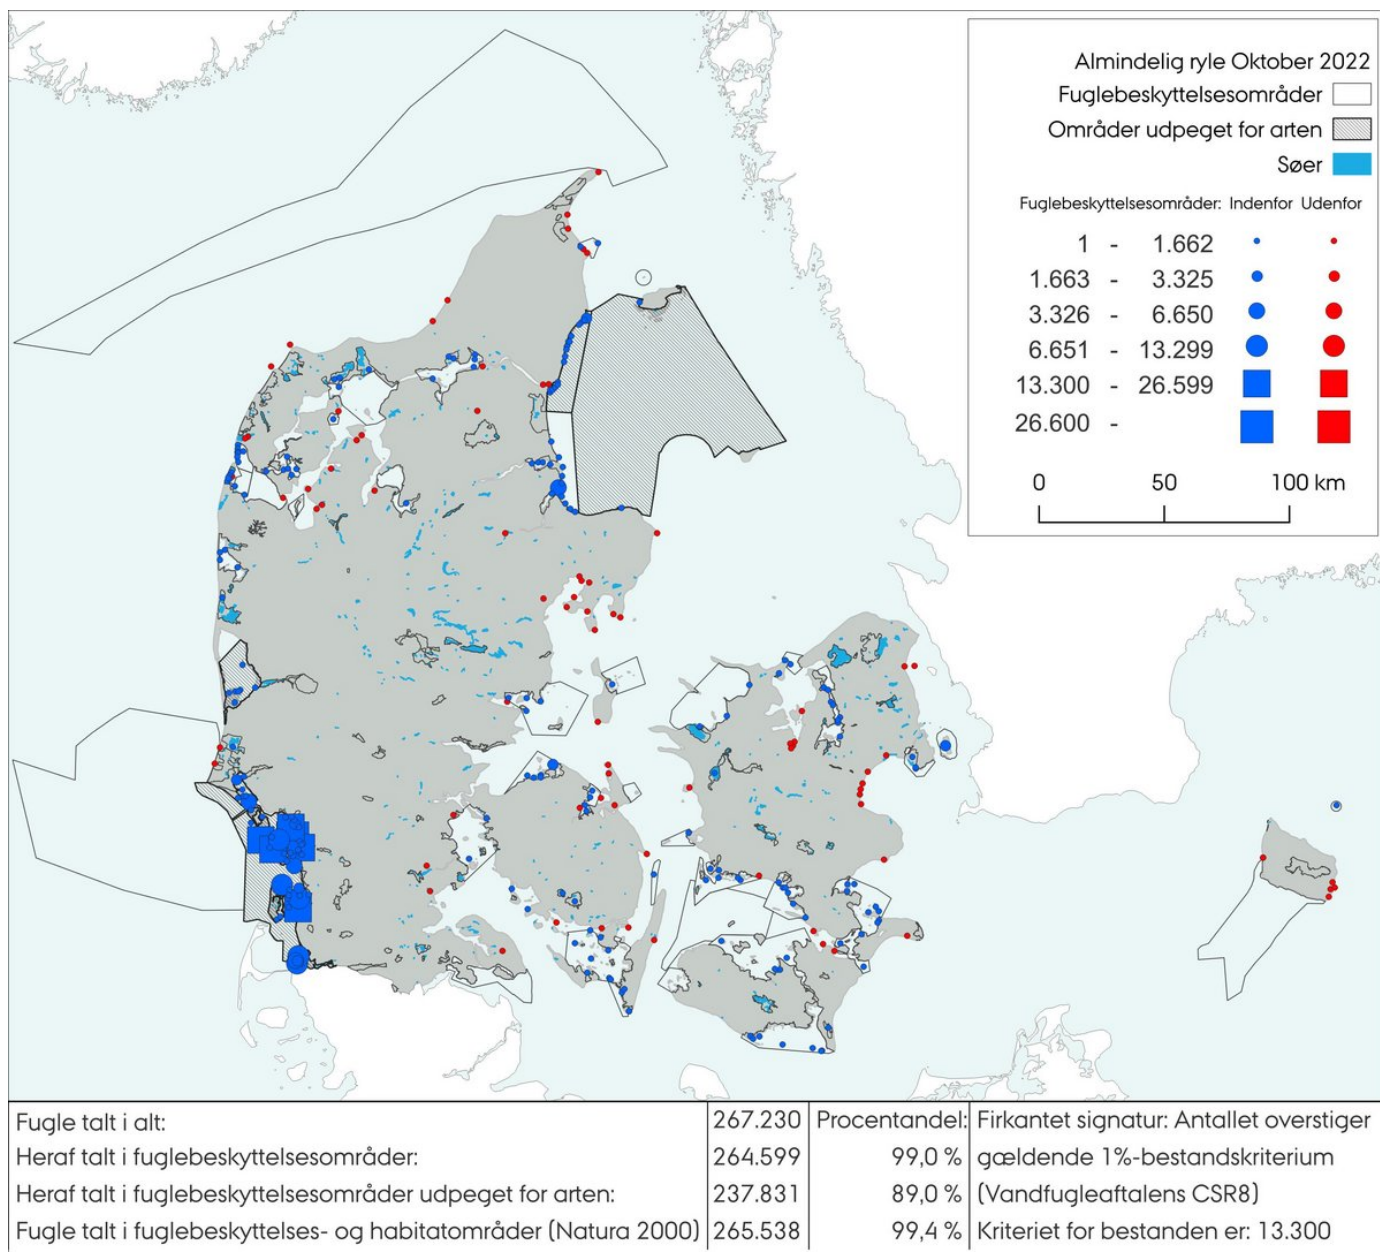 Almindelig ryle Oktober 2022
Fuglebeskyttelsesområder
Områder udpeget for arten
Søer
Fuglebeskyttelsesområder: Indenfor Udenfor
1 - 1.662
1.663 - 3.325
3.326 - 6.650
6.651 - 13.299
13.300 - 26.599
26.600 -
0 50 100 km
Fugle talt i alt: 267.230 Procentandel: Firkantet signatur: Antallet overstiger
Heraf talt i fuglebeskyttelsesområder: 264.599 99,0 % gældende 1%-bestandskriterium
Heraf talt i fuglebeskyttelsesområder udpeget for arten: 237.831 89,0 % (Vandfugleaftalens CSR8)
Fugle talt i fuglebeskyttelses- og habitatområder (Natura 2000) 265.538 99,4 % Kriteriet for bestanden er: 13.300